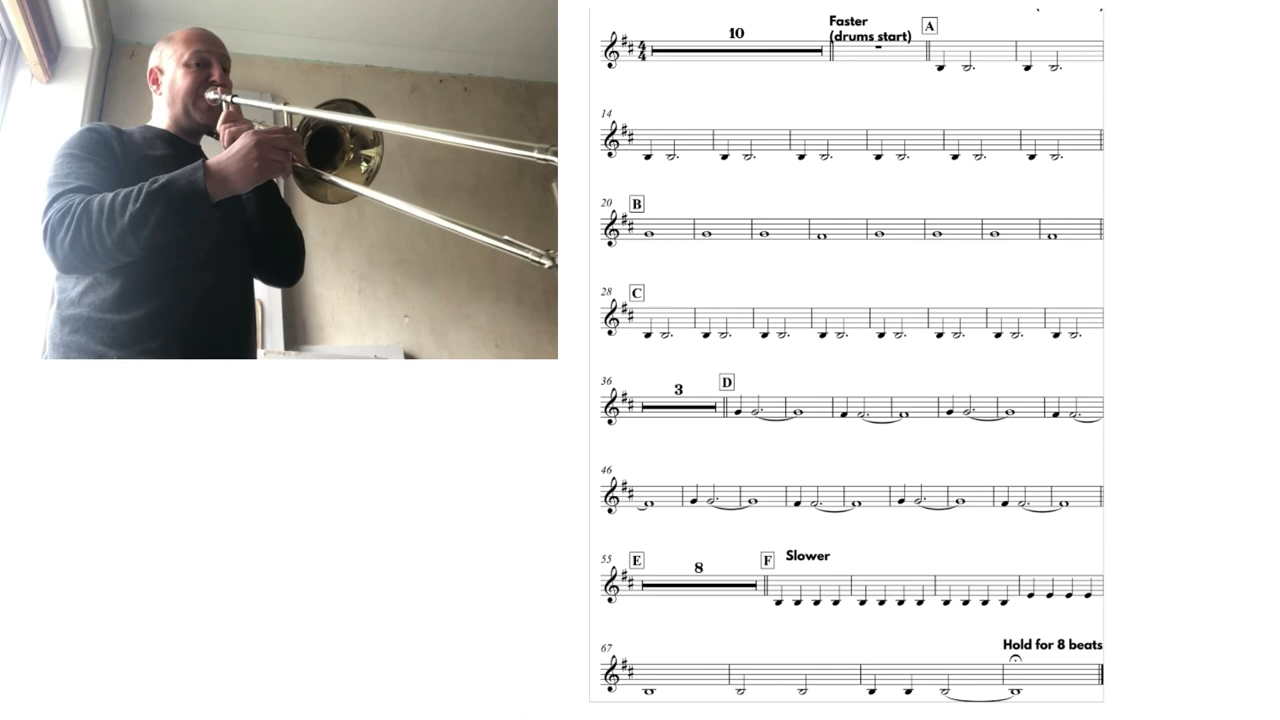 10
Faster
(drums start)
A
14
20
B
28
C
36
3
D
46
55
E
8
F
Slower
67
Hold for 8 beats